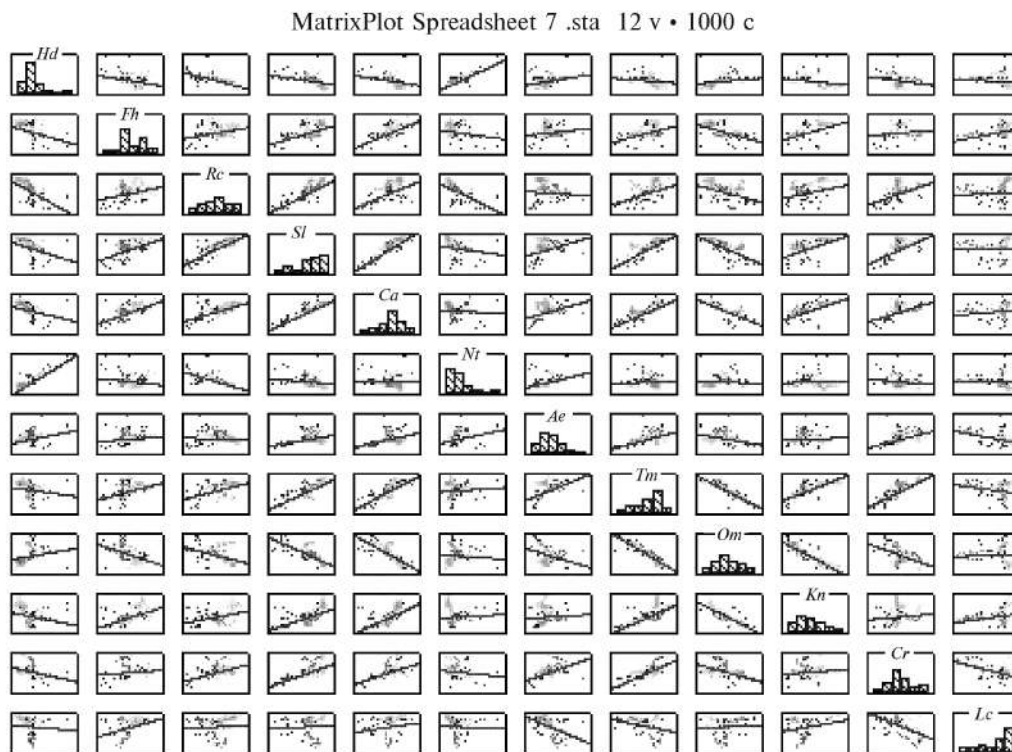 MatrixPlot Spreadsheet 7 .sta 12 v • 1000 c
Hd
Fh
Rc
Sl
Ca
Nt
Ae
Tm
Om
Kn
Cr
Lc